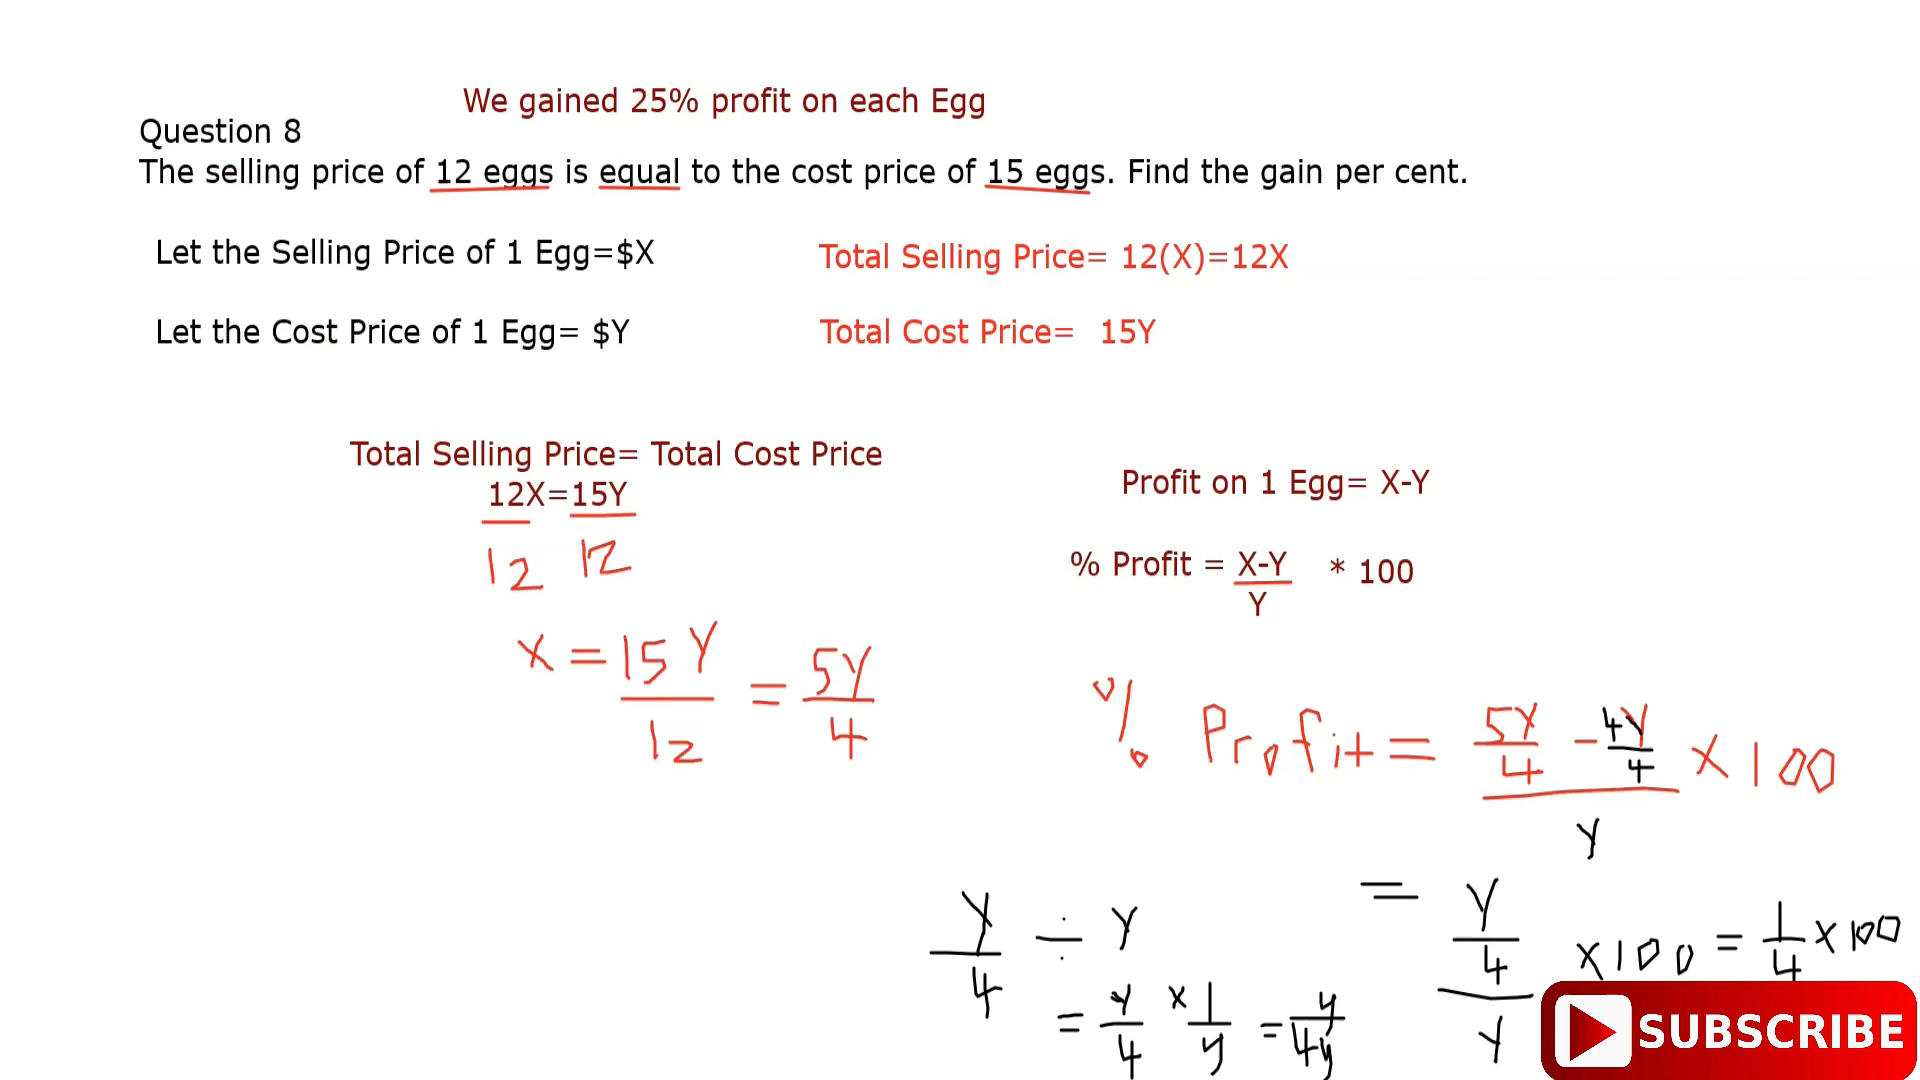 We gained 25% profit on each Egg
Question 8
The selling price of 12 eggs is equal to the cost price of 15 eggs. Find the gain per cent.
Let the Selling Price of 1 Egg=$X
Total Selling Price= 12(X)=12X
Let the Cost Price of 1 Egg= $Y
Total Cost Price= 15Y
Total Selling Price= Total Cost Price
12X=15Y
12 12
Profit on 1 Egg= X-Y
% Profit = X-Y * 100
Y
x = 15Y = 5Y
12 4
% Profit = 5Y - 4Y x 100
4 4
Y
Y ÷ Y
4
= Y x 1 = y
4 y 4y
= Y x 100 = 1 x 100
4 4
Y
SUBSCRIBE